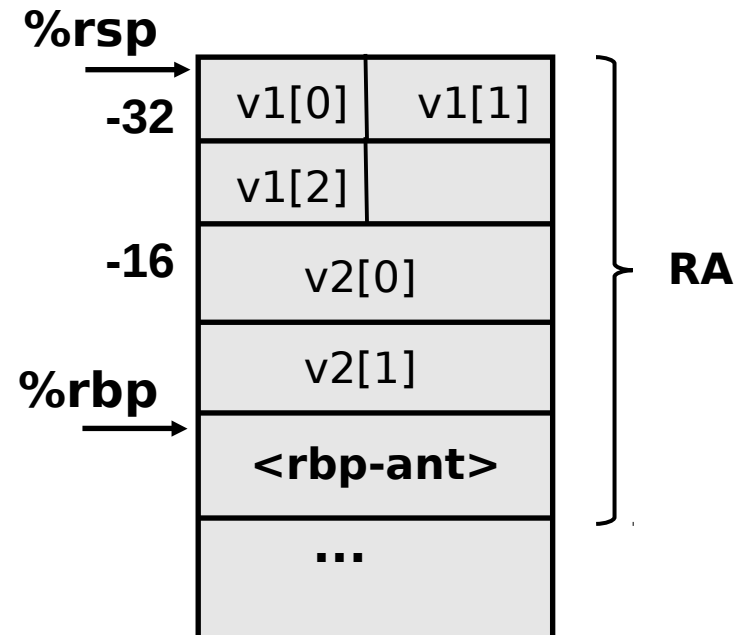 %rsp
-32
v1[0] v1[1]
v1[2]
-16
v2[0]
RA
v2[1]
%rbp
<rbp-ant>
...